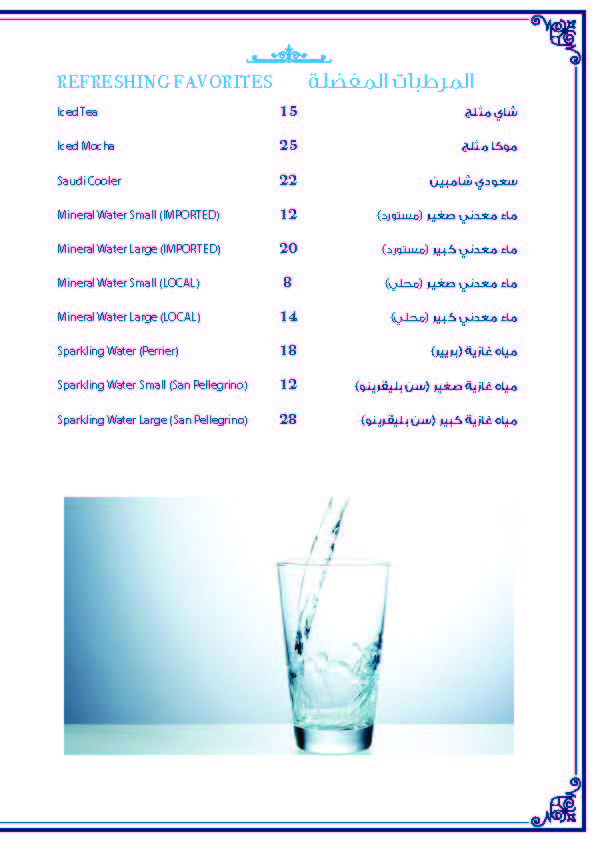 REFRESHING FAVORITES المرطبات المفضلة
Iced Tea 15 شاي مثلج
Iced Mocha 25 موكا مثلج
Saudi Cooler 22 سعودي شامبين
Mineral Water Small (IMPORTED) 12 ماء معدني صغير (مستورد)
Mineral Water Large (IMPORTED) 20 ماء معدني كبير (مستورد)
Mineral Water Small (LOCAL) 8 ماء معدني صغير (محلي)
Mineral Water Large (LOCAL) 14 ماء معدني كبير (محلي)
Sparkling Water (Perrier) 18 مياه غازية (بريير)
Sparkling Water Small (San Pellegrino) 12 مياه غازية صغير (سن بليقرينو)
Sparkling Water Large (San Pellegrino) 28 مياه غازية كبير (سن بليقرينو)